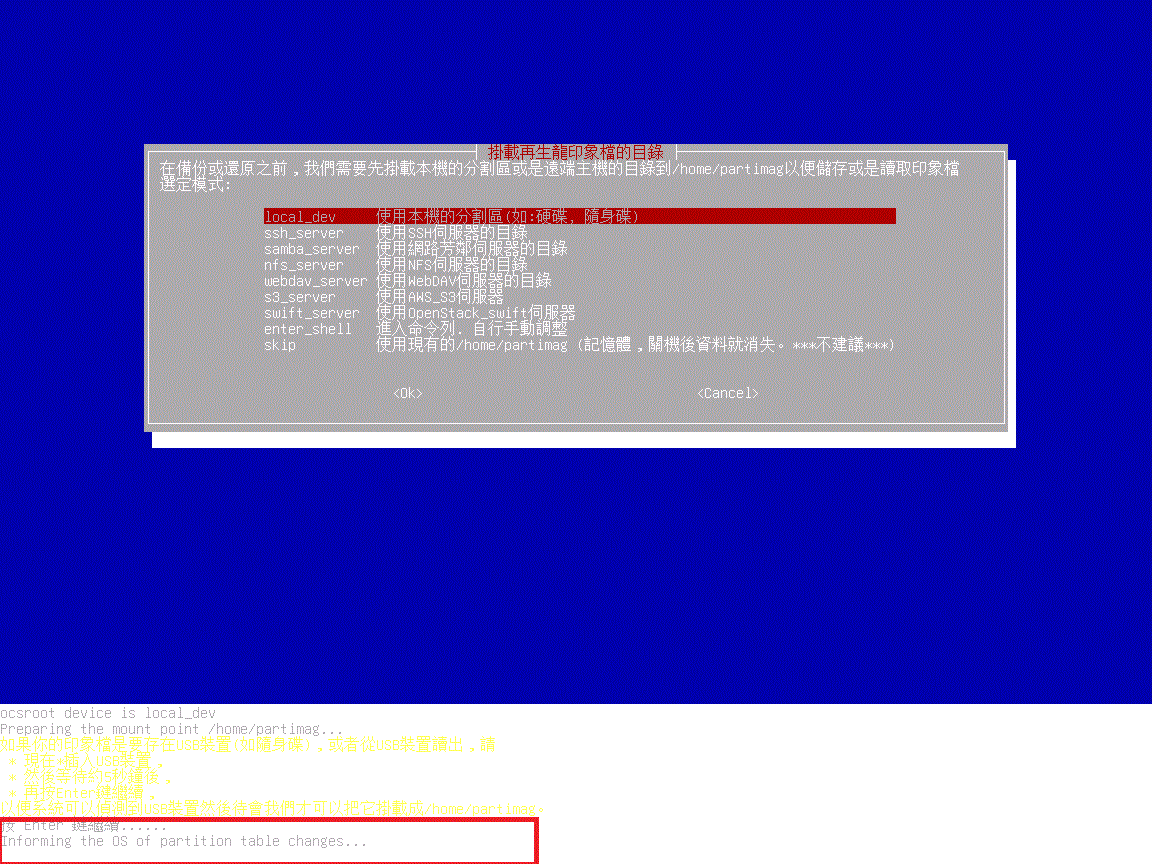 掛載再生龍印象檔的目錄
在備份或還原之前，我們需要先掛載本機的分割區或是遠端主機的目錄到/home/partimag以便儲存或是讀取印象檔
選定模式:
local_dev 使用本機的分割區(如:硬碟, 隨身碟)
ssh_server 使用SSH伺服器的目錄
samba_server 使用網路芳鄰伺服器的目錄
nfs_server 使用NFS伺服器的目錄
webdav_server 使用WebDAV伺服器的目錄
s3_server 使用AWS_S3伺服器
swift_server 使用OpenStack_swift伺服器
enter_shell 進入命令列. 自行手動調整
skip 使用現有的/home/partimag (記憶體，關機後資料就消失。***不建議***)
<Ok> <Cancel>
ocsroot device is local_dev
Preparing the mount point /home/partimag...
如果你的印象檔是要存在USB裝置(如隨身碟)，或者從USB裝置讀出，請
* 現在*插入USB裝置，
* 然後等待約5秒鐘後，
* 再按Enter鍵繼續，
以便系統可以偵測到USB裝置然後待會我們才可以把它掛載成/home/partimag。
按 Enter 鍵繼續......
Informing the OS of partition table changes...